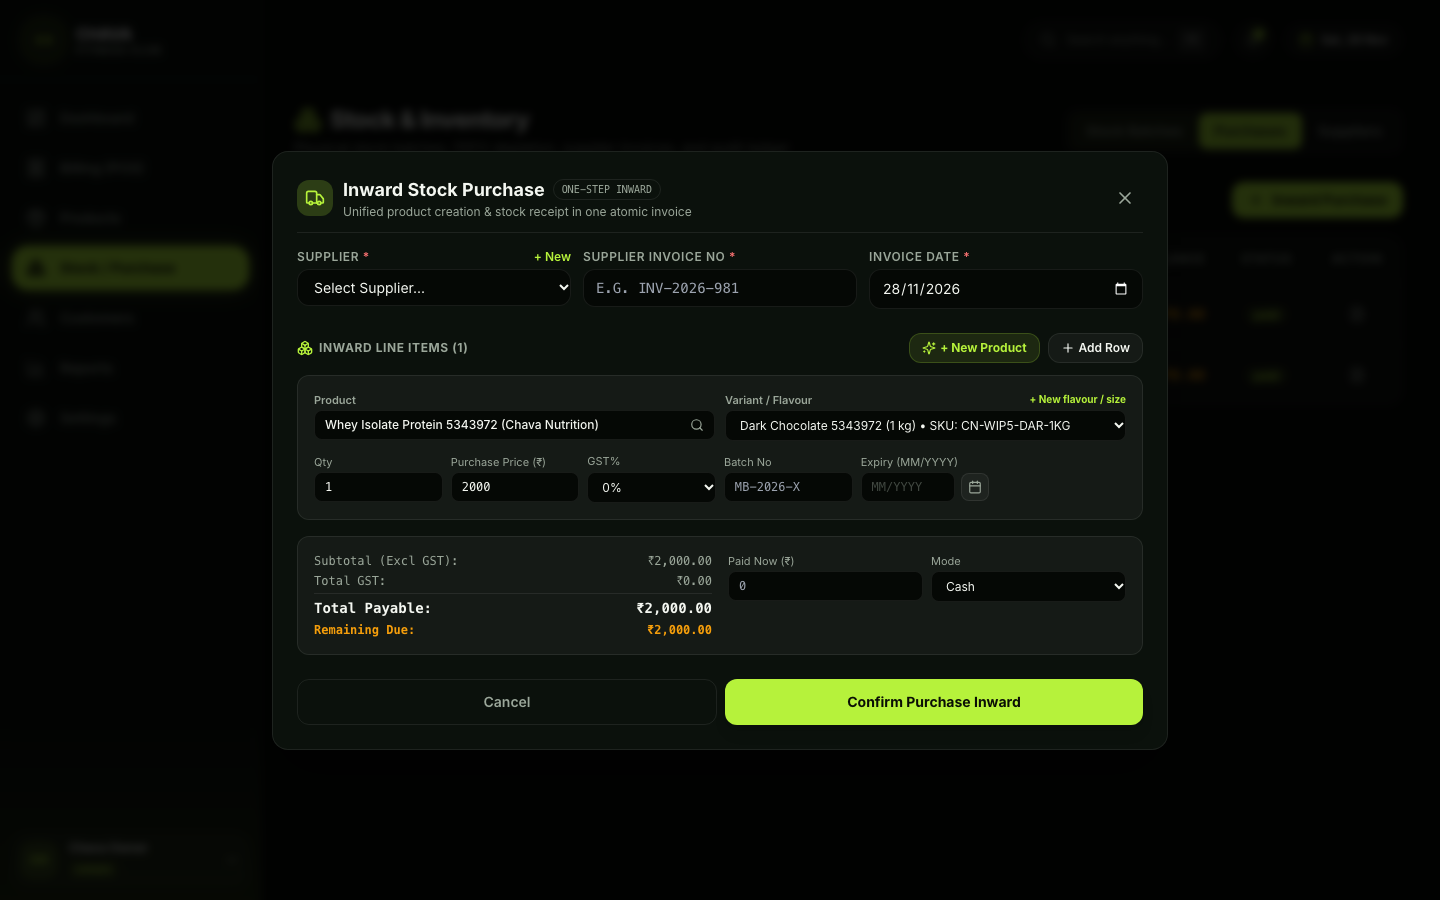 Stock & Inventory
Inward Stock Purchase ONE-STEP INWARD
Unified product creation & stock receipt in one atomic invoice
SUPPLIER * + New SUPPLIER INVOICE NO * INVOICE DATE *
Select Supplier... E.G. INV-2026-981 28/11/2026
INWARD LINE ITEMS (1) + New Product Add Row
Product Variant / Flavour + New flavour / size
Whey Isolate Protein 5343972 (Chava Nutrition) Dark Chocolate 5343972 (1 kg) • SKU: CN-WIP5-DAR-1KG
Qty Purchase Price (₹) GST% Batch No Expiry (MM/YYYY)
1 2000 0% MB-2026-X MM/YYYY
Subtotal (Excl GST): ₹2,000.00 Paid Now (₹) Mode
Total GST: ₹0.00 0 Cash
Total Payable: ₹2,000.00
Remaining Due: ₹2,000.00
Cancel Confirm Purchase Inward